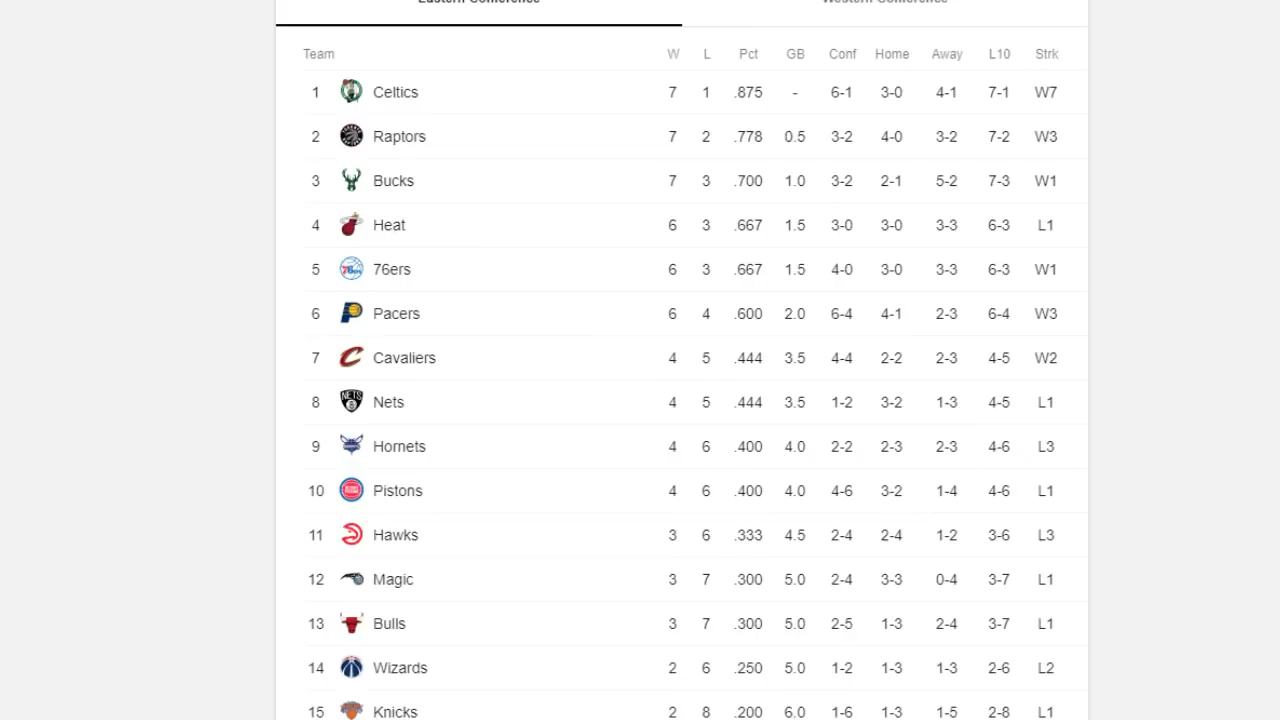 Eastern Conference Western Conference
Team W L Pct GB Conf Home Away L10 Strk
1 Celtics 7 1 .875 - 6-1 3-0 4-1 7-1 W7
2 Raptors 7 2 .778 0.5 3-2 4-0 3-2 7-2 W3
3 Bucks 7 3 .700 1.0 3-2 2-1 5-2 7-3 W1
4 Heat 6 3 .667 1.5 3-0 3-0 3-3 6-3 L1
5 76ers 6 3 .667 1.5 4-0 3-0 3-3 6-3 W1
6 Pacers 6 4 .600 2.0 6-4 4-1 2-3 6-4 W3
7 Cavaliers 4 5 .444 3.5 4-4 2-2 2-3 4-5 W2
8 Nets 4 5 .444 3.5 1-2 3-2 1-3 4-5 L1
9 Hornets 4 6 .400 4.0 2-2 2-3 2-3 4-6 L3
10 Pistons 4 6 .400 4.0 4-6 3-2 1-4 4-6 L1
11 Hawks 3 6 .333 4.5 2-4 2-4 1-2 3-6 L3
12 Magic 3 7 .300 5.0 2-4 3-3 0-4 3-7 L1
13 Bulls 3 7 .300 5.0 2-5 1-3 2-4 3-7 L1
14 Wizards 2 6 .250 5.0 1-2 1-3 1-3 2-6 L2
15 Knicks 2 8 .200 6.0 1-6 1-3 1-5 2-8 L1